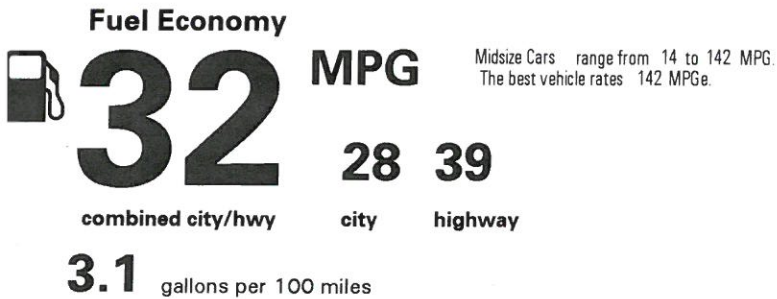 Fuel Economy
32 MPG
Midsize Cars range from 14 to 142 MPG.
The best vehicle rates 142 MPGe.
28 39
combined city/hwy city highway
3.1 gallons per 100 miles